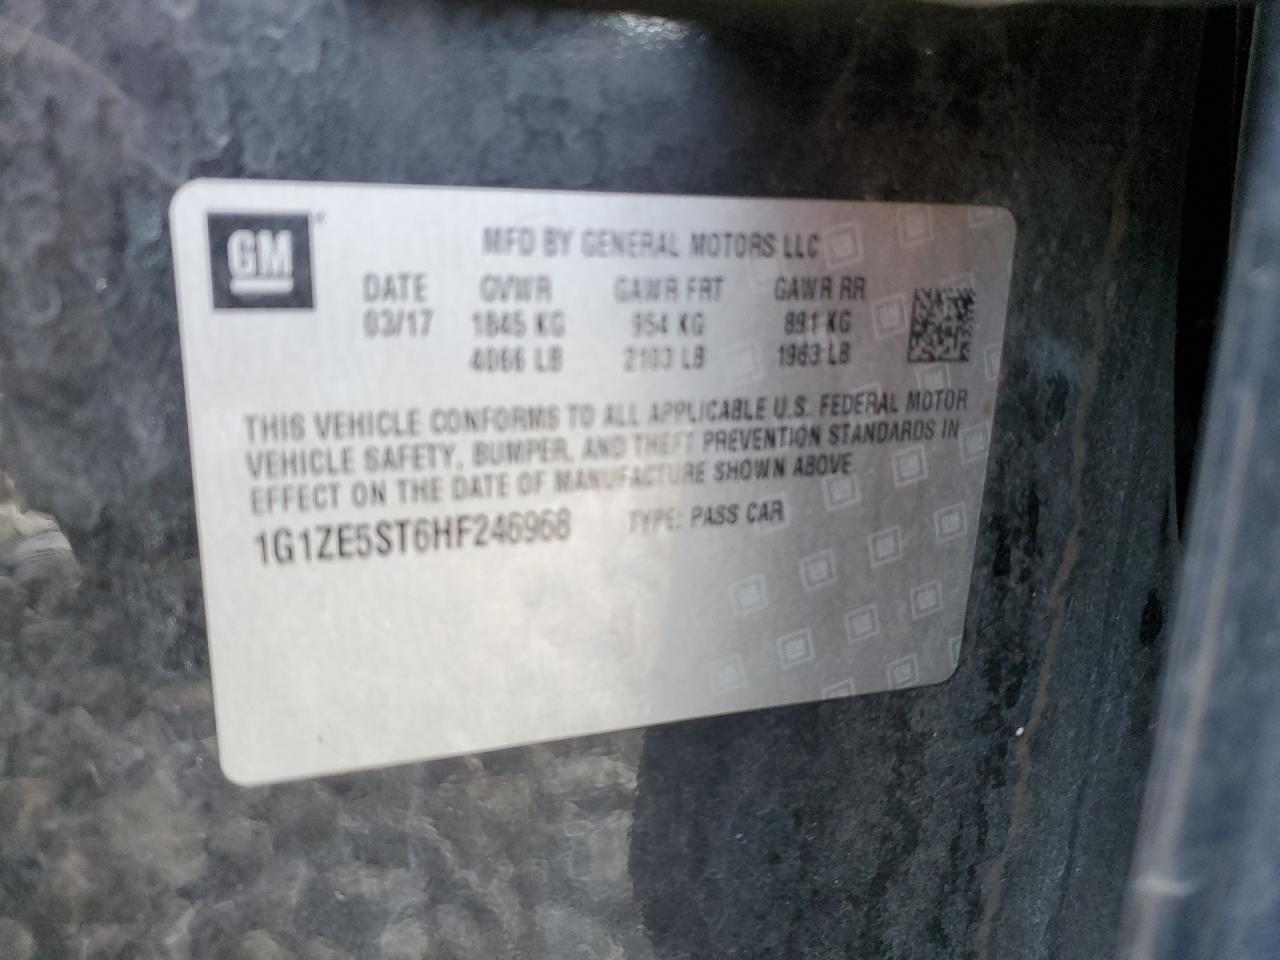 GM
MFD BY GENERAL MOTORS LLC
DATE GVWR GAWR FRT GAWR RR
03/17 1845 KG 954 KG 891 KG
4066 LB 2103 LB 1963 LB
THIS VEHICLE CONFORMS TO ALL APPLICABLE U.S. FEDERAL MOTOR
VEHICLE SAFETY, BUMPER, AND THEFT PREVENTION STANDARDS IN
EFFECT ON THE DATE OF MANUFACTURE SHOWN ABOVE.
1G1ZE5ST6HF246968 TYPE: PASS CAR